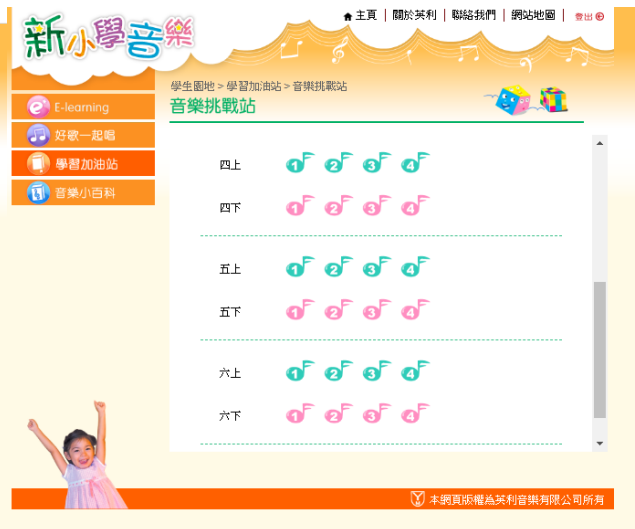 新小學音樂
主頁 | 關於英利 | 聯絡我們 | 網站地圖 | 登出
學生園地 > 學習加油站 > 音樂挑戰站
音樂挑戰站
E-learning
好歌一起唱
學習加油站
音樂小百科
四上 1 2 3 4
四下 1 2 3 4
五上 1 2 3 4
五下 1 2 3 4
六上 1 2 3 4
六下 1 2 3 4
本網頁版權為英利音樂有限公司所有